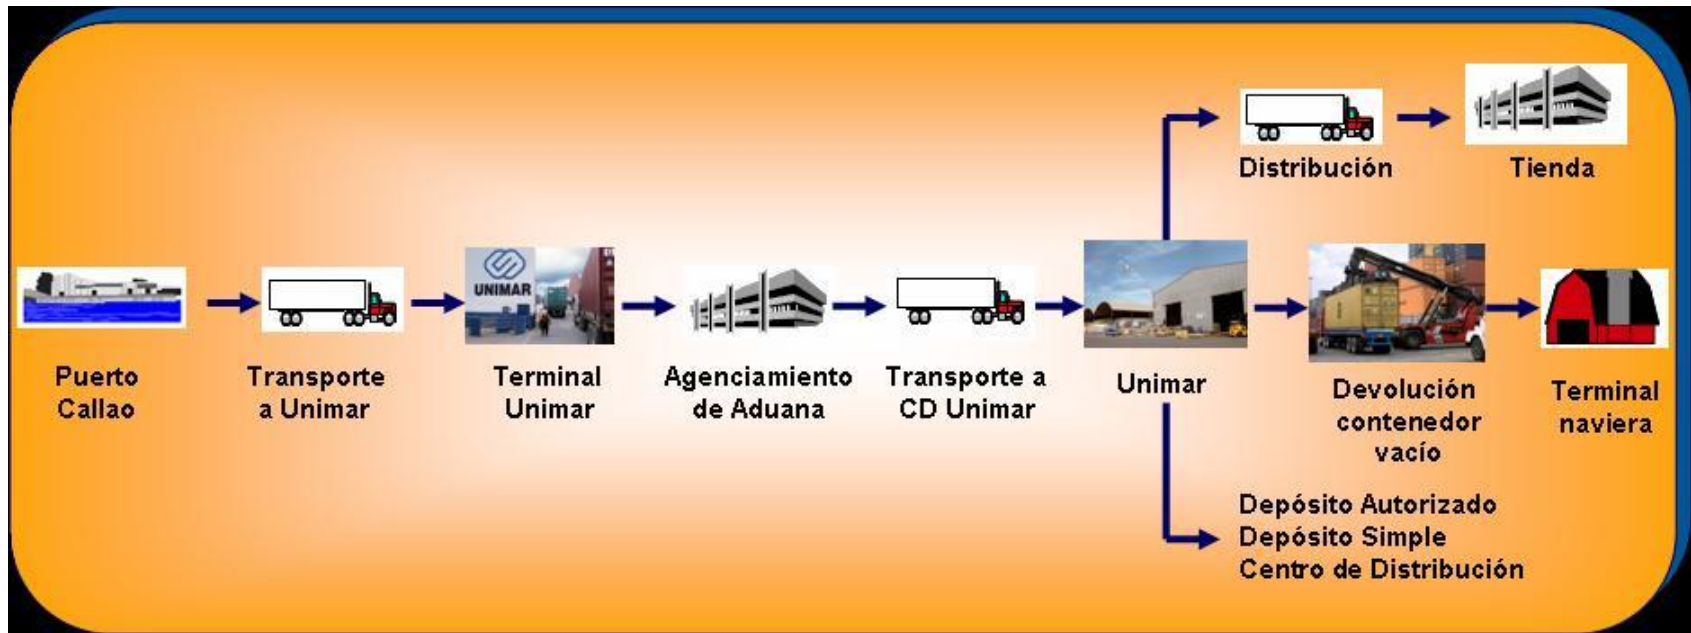 Distribución
Tienda
UNIMAR
Puerto
Callao
Transporte
a Unimar
Terminal
Unimar
Agenciamiento
de Aduana
Transporte a
CD Unimar
Unimar
Devolución
contenedor
vacío
Terminal
naviera
Depósito Autorizado
Depósito Simple
Centro de Distribución